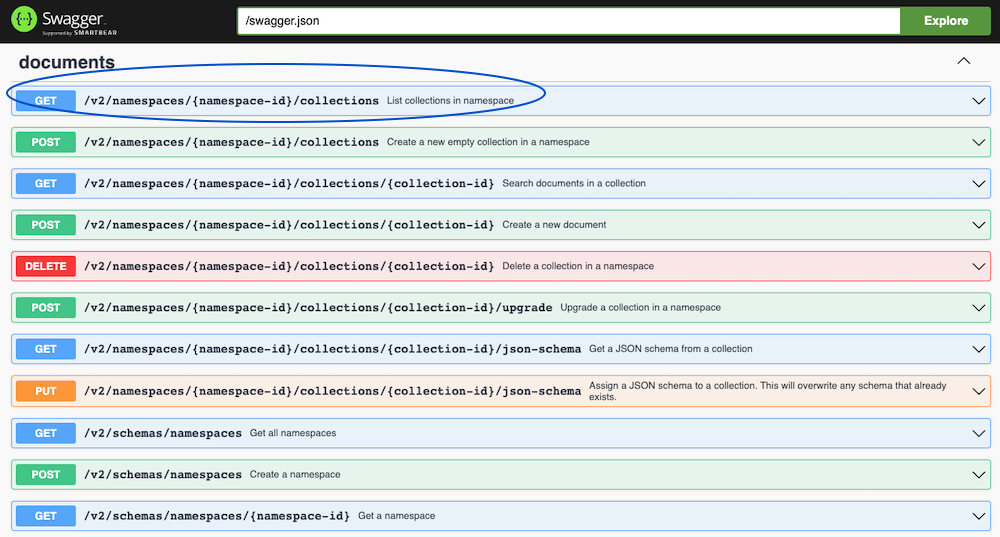 Swagger
Supported by SMARTBEAR
/swagger.json
Explore
documents
GET /v2/namespaces/{namespace-id}/collections List collections in namespace
POST /v2/namespaces/{namespace-id}/collections Create a new empty collection in a namespace
GET /v2/namespaces/{namespace-id}/collections/{collection-id} Search documents in a collection
POST /v2/namespaces/{namespace-id}/collections/{collection-id} Create a new document
DELETE /v2/namespaces/{namespace-id}/collections/{collection-id} Delete a collection in a namespace
POST /v2/namespaces/{namespace-id}/collections/{collection-id}/upgrade Upgrade a collection in a namespace
GET /v2/namespaces/{namespace-id}/collections/{collection-id}/json-schema Get a JSON schema from a collection
PUT /v2/namespaces/{namespace-id}/collections/{collection-id}/json-schema Assign a JSON schema to a collection. This will overwrite any schema that already
exists.
GET /v2/schemas/namespaces Get all namespaces
POST /v2/schemas/namespaces Create a namespace
GET /v2/schemas/namespaces/{namespace-id} Get a namespace